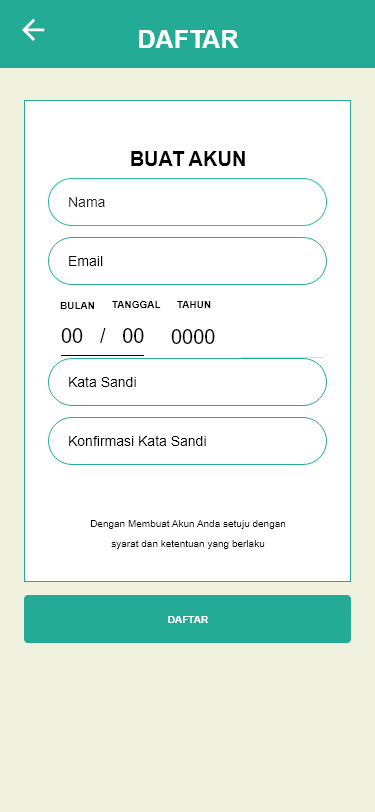 DAFTAR
BUAT AKUN
Nama
Email
BULAN TANGGAL TAHUN
00 / 00 0000
Kata Sandi
Konfirmasi Kata Sandi
Dengan Membuat Akun Anda setuju dengan
syarat dan ketentuan yang berlaku
DAFTAR